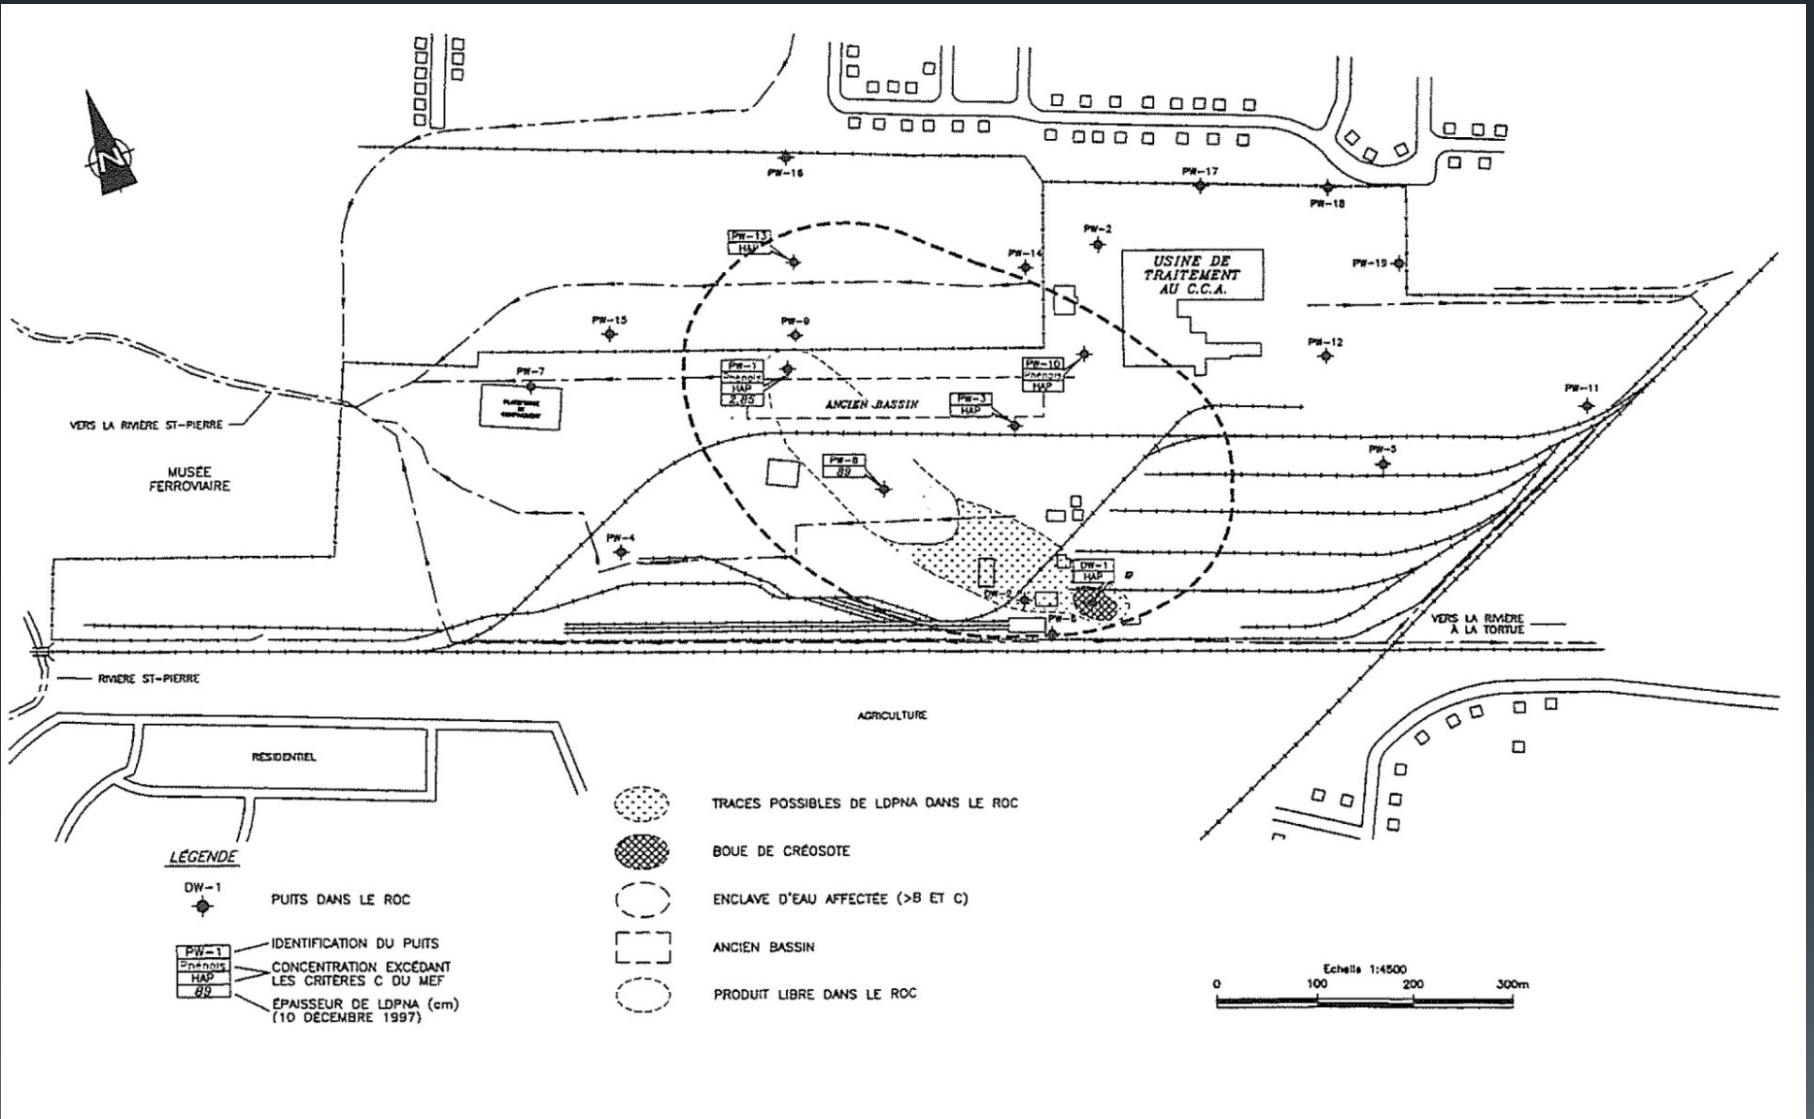 N
PW-16
PW-17
PW-18
PW-2
PW-13
HAP
PW-14
USINE DE
TRAITEMENT
AU C.C.A.
PW-19
PW-15
PW-9
PW-12
PW-7
PW-1
Phénols
HAP
2.85
PW-10
Phénols
HAP
PW-11
PW-3
HAP
ANCIEN BASSIN
VERS LA RIVIÈRE ST-PIERRE
MUSÉE
FERROVIAIRE
PW-8
89
PW-5
PW-4
DW-1
HAP
DW-2
PW-6
VERS LA RIVIÈRE
À LA TORTUE
RIVIÈRE ST-PIERRE
AGRICULTURE
RÉSIDENTIEL
LÉGENDE
DW-1
PUITS DANS LE ROC
PW-1
Phénols
HAP
89
IDENTIFICATION DU PUITS
CONCENTRATION EXCÉDANT
LES CRITÈRES C DU MEF
ÉPAISSEUR DE LDPNA (cm)
(10 DÉCEMBRE 1997)
TRACES POSSIBLES DE LDPNA DANS LE ROC
BOUE DE CRÉOSOTE
ENCLAVE D'EAU AFFECTÉE (>B ET C)
ANCIEN BASSIN
PRODUIT LIBRE DANS LE ROC
Echelle 1:4500
0 100 200 300m